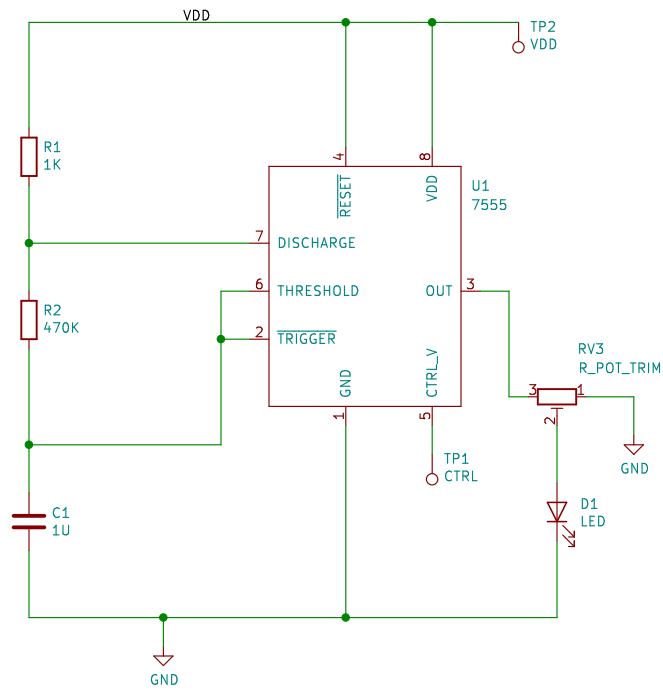 VDD
TP2
VDD
R1
1K
4
8
RESET
VDD
U1
7555
7
DISCHARGE
6
THRESHOLD
OUT
3
R2
470K
2
TRIGGER
GND
CTRL_V
RV3
R_POT_TRIM
3
1
2
1
5
TP1
CTRL
GND
C1
1U
D1
LED
GND